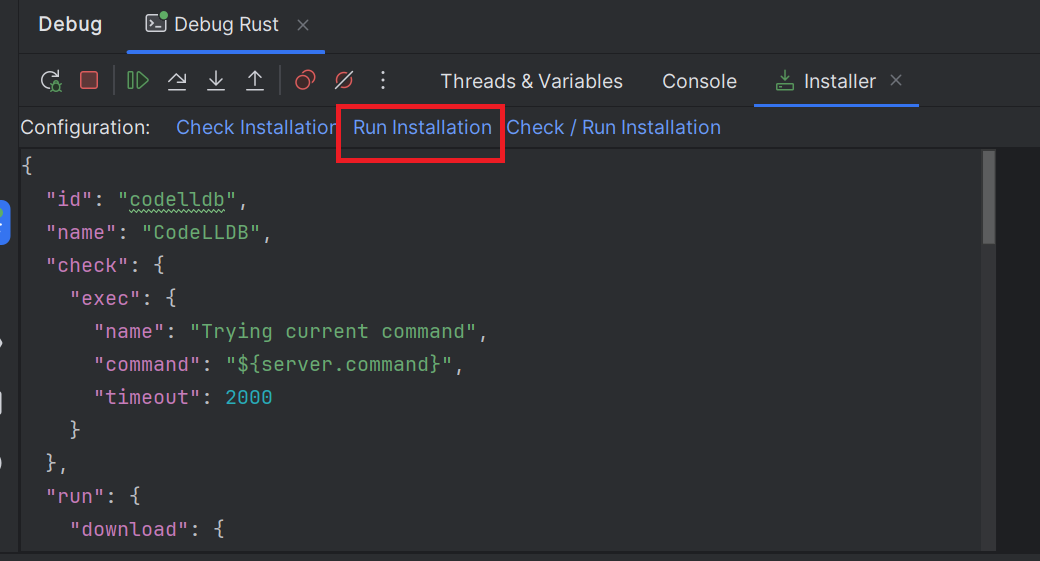 Debug Debug Rust
Threads & Variables Console Installer
Configuration: Check Installation Run Installation Check / Run Installation
{
"id": "codelldb",
"name": "CodeLLDB",
"check": {
"exec": {
"name": "Trying current command",
"command": "${server.command}",
"timeout": 2000
}
},
"run": {
"download": {